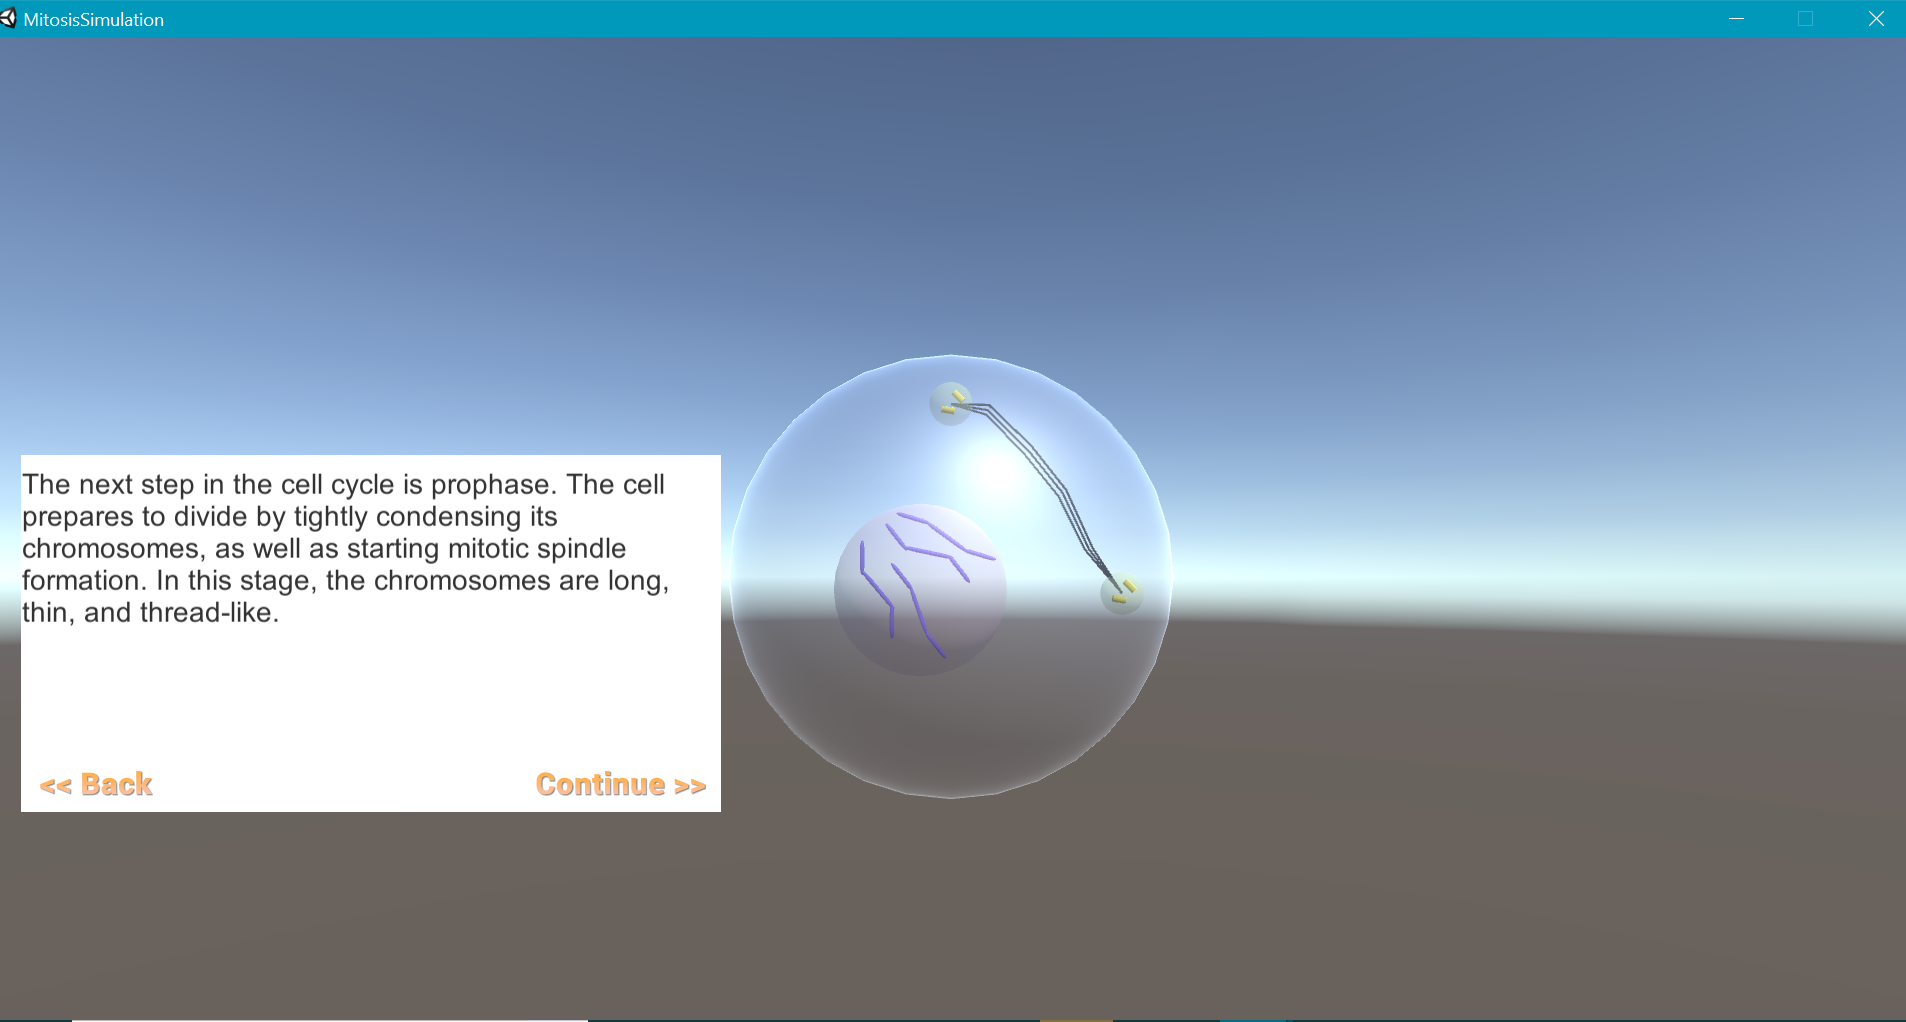 MitosisSimulation
The next step in the cell cycle is prophase. The cell
prepares to divide by tightly condensing its
chromosomes, as well as starting mitotic spindle
formation. In this stage, the chromosomes are long,
thin, and thread-like.
<< Back
Continue >>